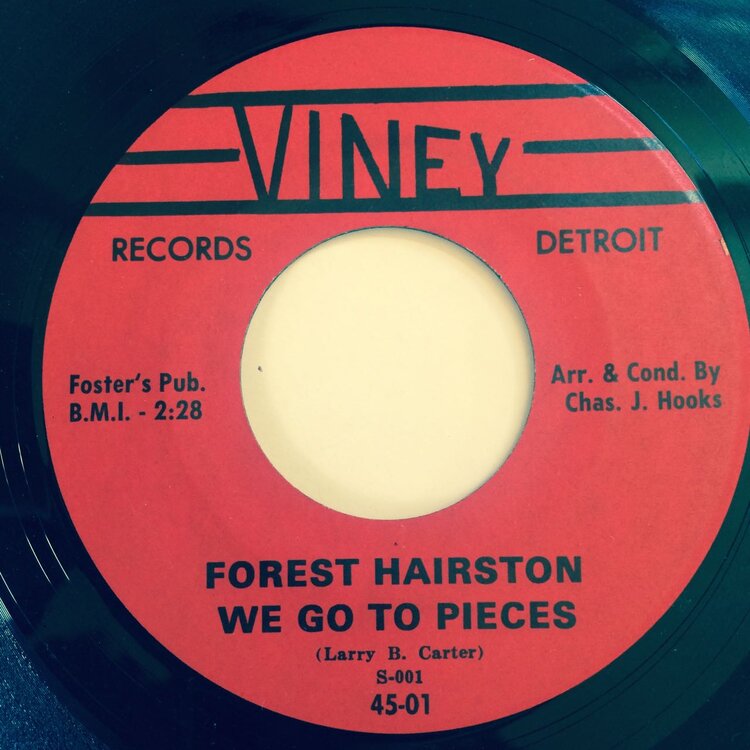 VINEY
RECORDS
DETROIT
Foster's Pub.
B.M.I. - 2:28
Arr. & Cond. By
Chas. J. Hooks
FOREST HAIRSTON
WE GO TO PIECES
(Larry B. Carter)
S-001
45-01